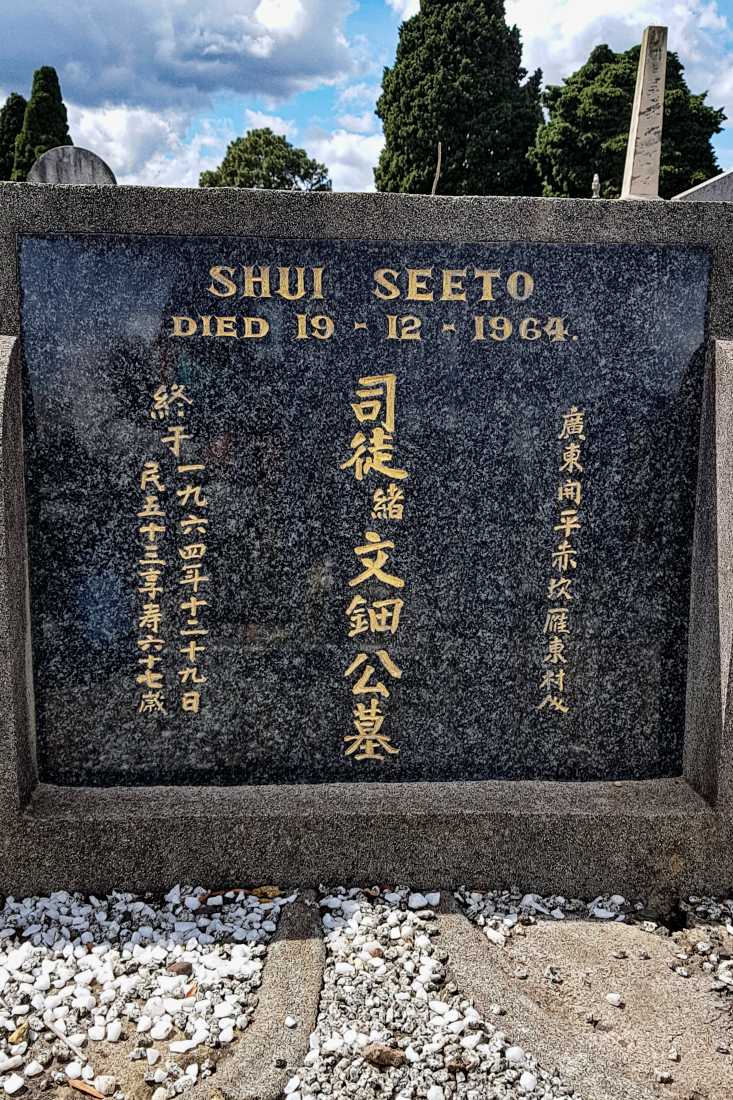 SHUI SEETO
DIED 19-12-1964.
廣東開平赤坎雁東村人
司徒緒文鈿公墓
終于一九六四年十二十九日
民五十三享寿六十七歲